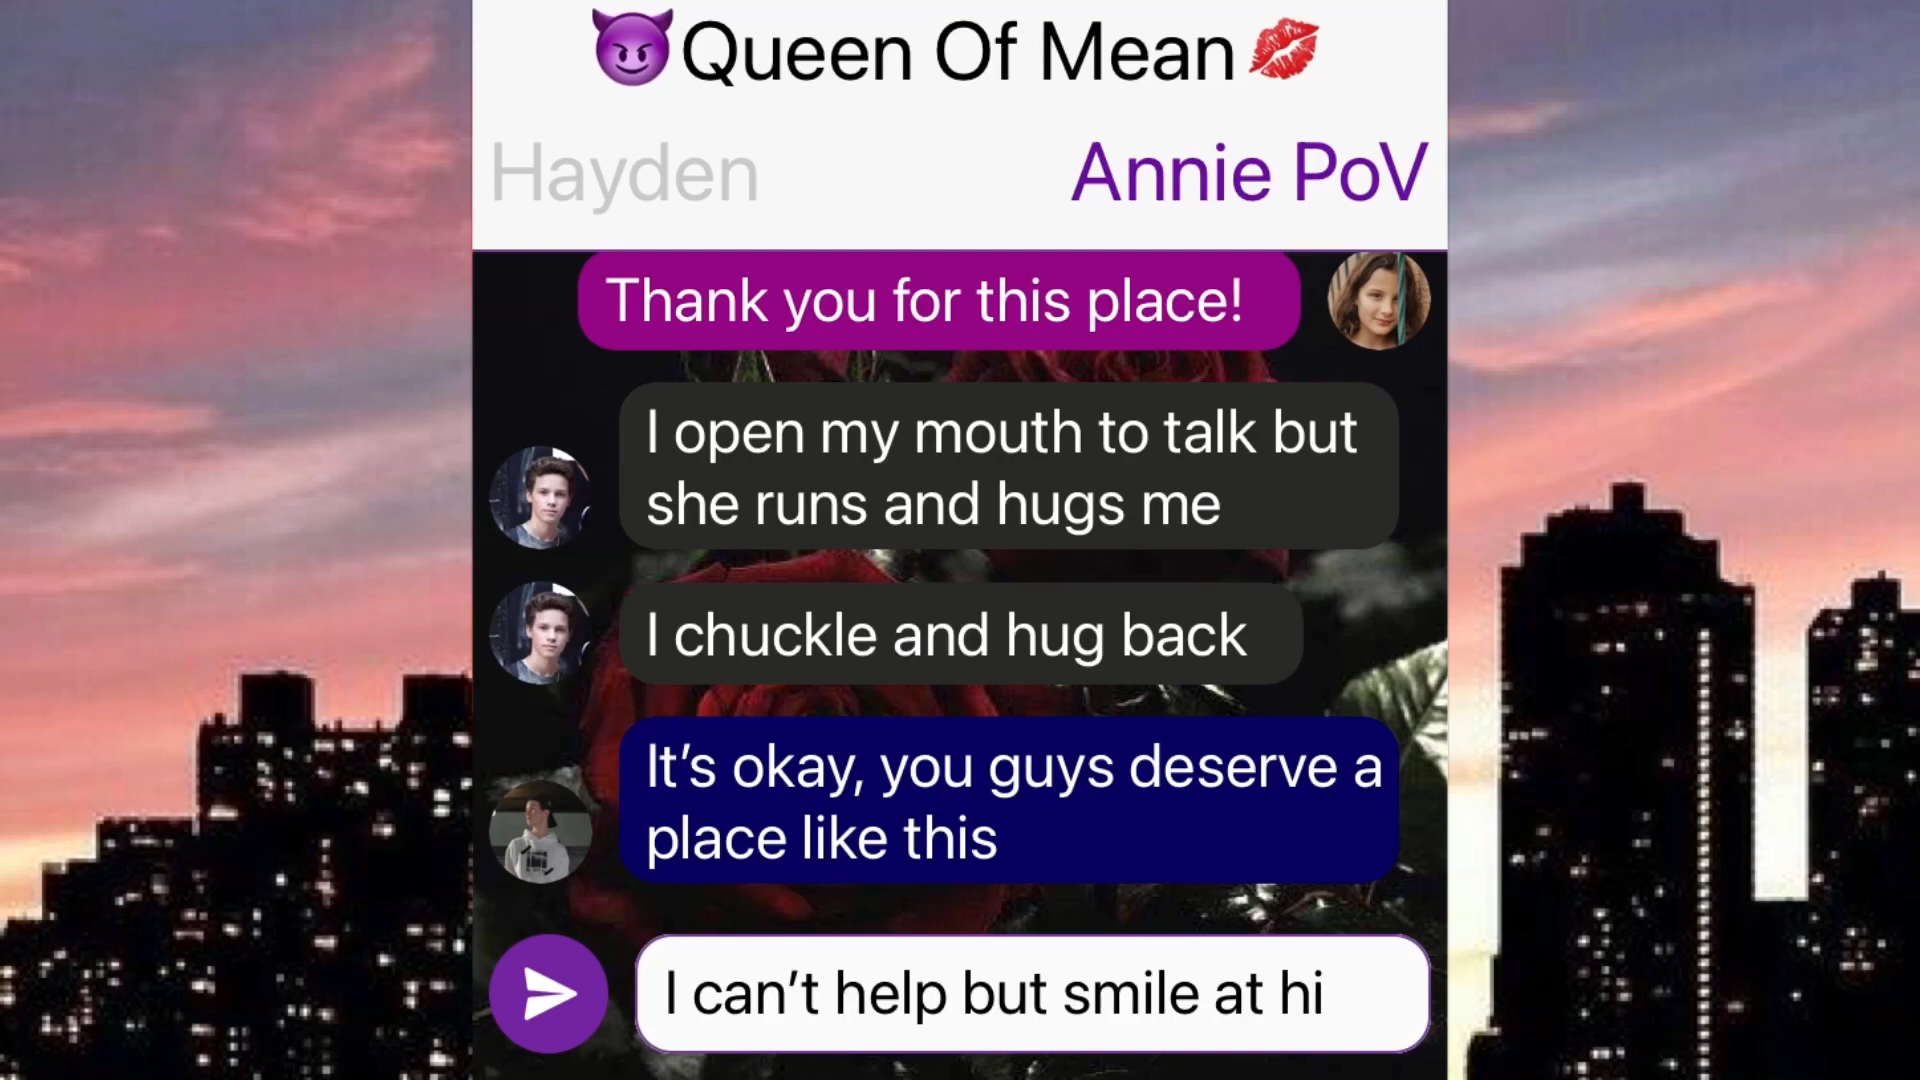 😈Queen Of Mean💋
Hayden
Annie PoV
Thank you for this place!
I open my mouth to talk but
she runs and hugs me
I chuckle and hug back
It’s okay, you guys deserve a
place like this
I can’t help but smile at hi